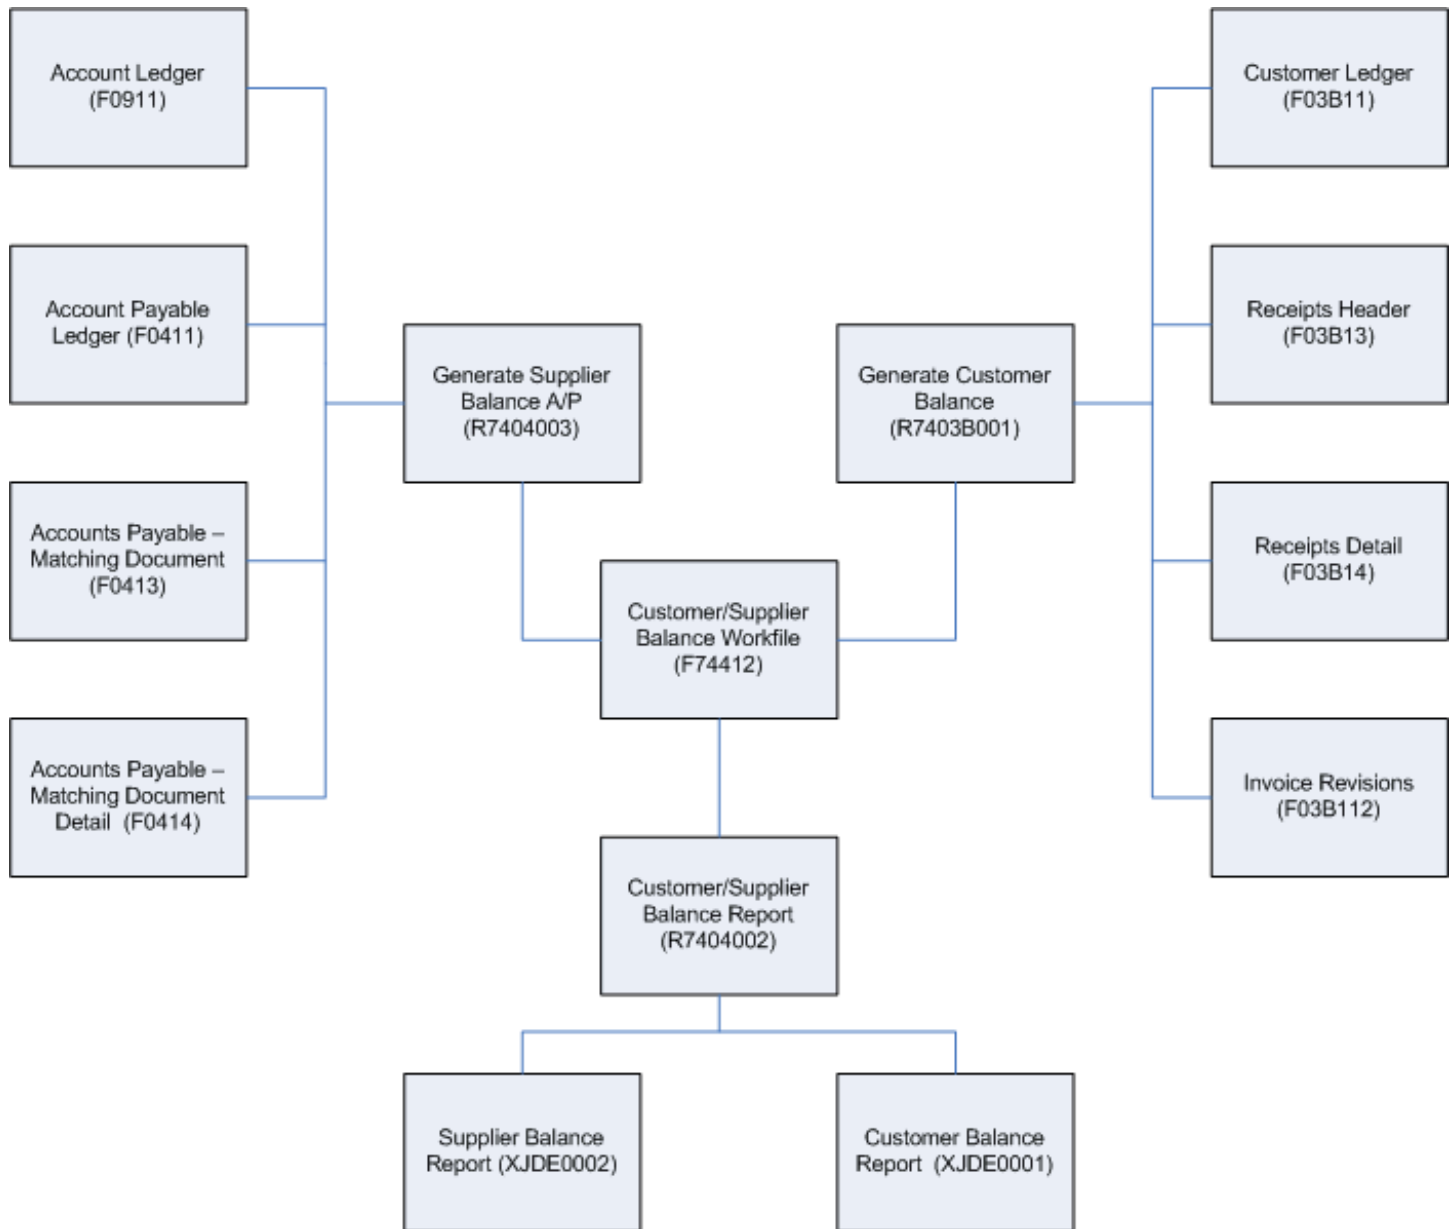 Account Ledger
(F0911)
Customer Ledger
(F03B11)
Account Payable
Ledger (F0411)
Receipts Header
(F03B13)
Generate Supplier
Balance A/P
(R7404003)
Generate Customer
Balance
(R7403B001)
Accounts Payable –
Matching Document
(F0413)
Receipts Detail
(F03B14)
Customer/Supplier
Balance Workfile
(F74412)
Accounts Payable –
Matching Document
Detail (F0414)
Invoice Revisions
(F03B112)
Customer/Supplier
Balance Report
(R7404002)
Supplier Balance
Report (XJDE0002)
Customer Balance
Report (XJDE0001)